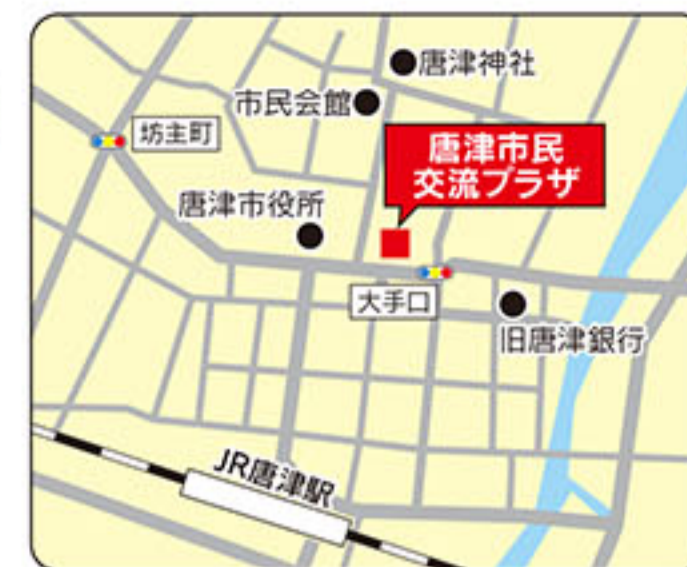 唐津神社
市民会館
坊主町
唐津市民
交流プラザ
唐津市役所
大手口
旧唐津銀行
JR唐津駅